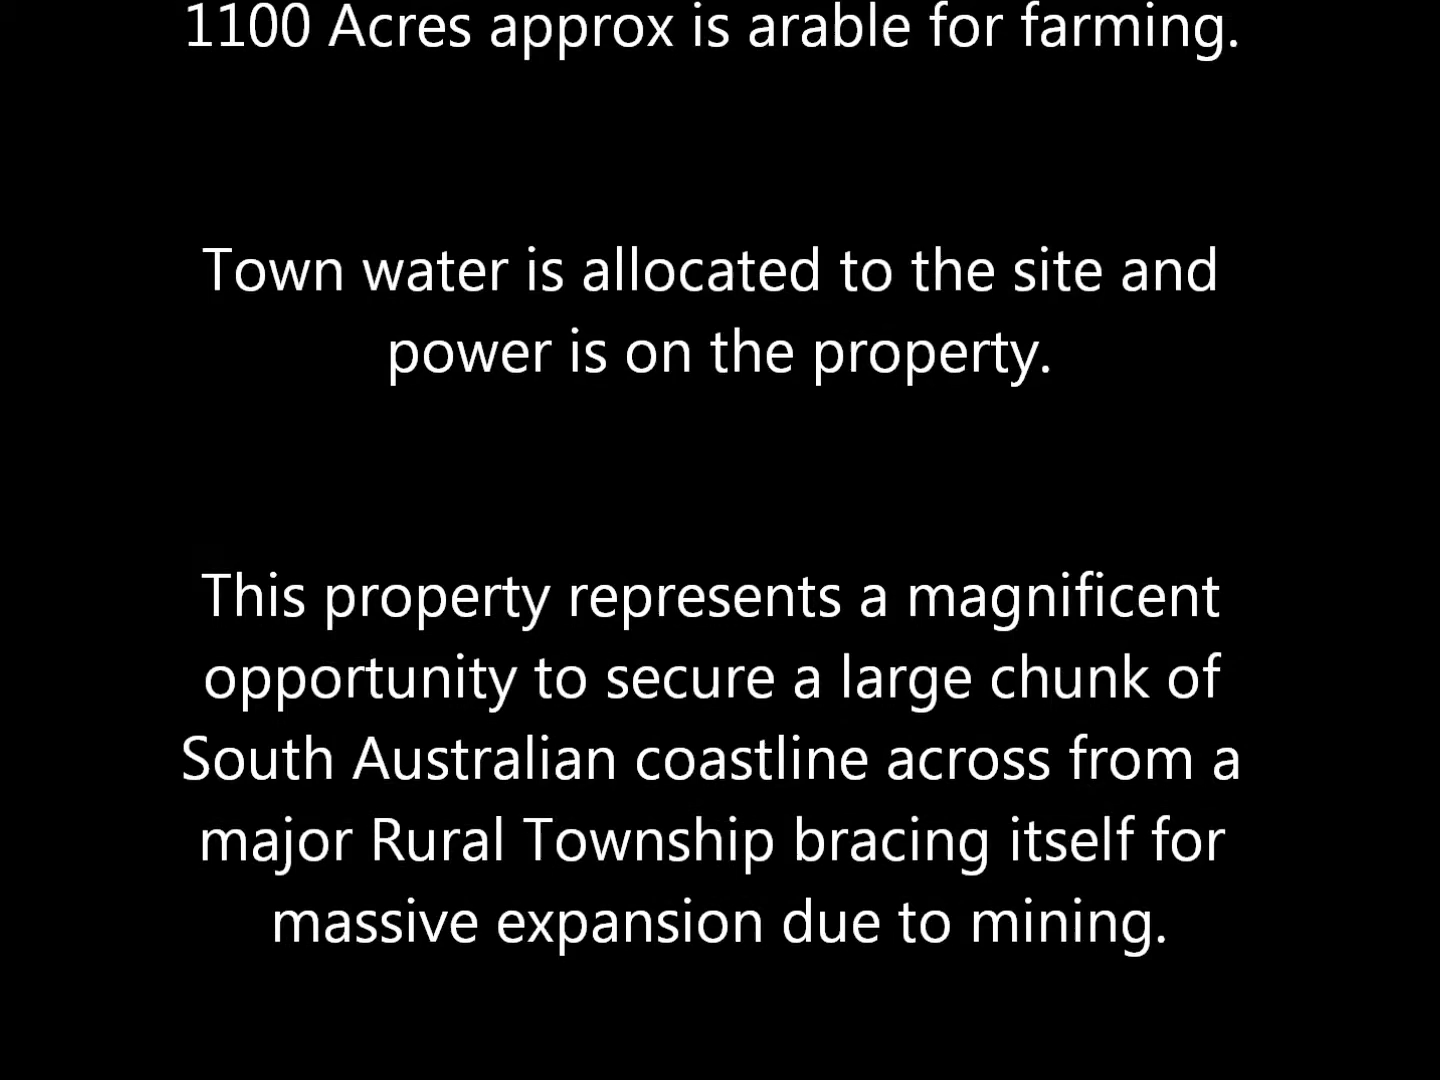 1100 Acres approx is arable for farming.
Town water is allocated to the site and
power is on the property.
This property represents a magnificent
opportunity to secure a large chunk of
South Australian coastline across from a
major Rural Township bracing itself for
massive expansion due to mining.